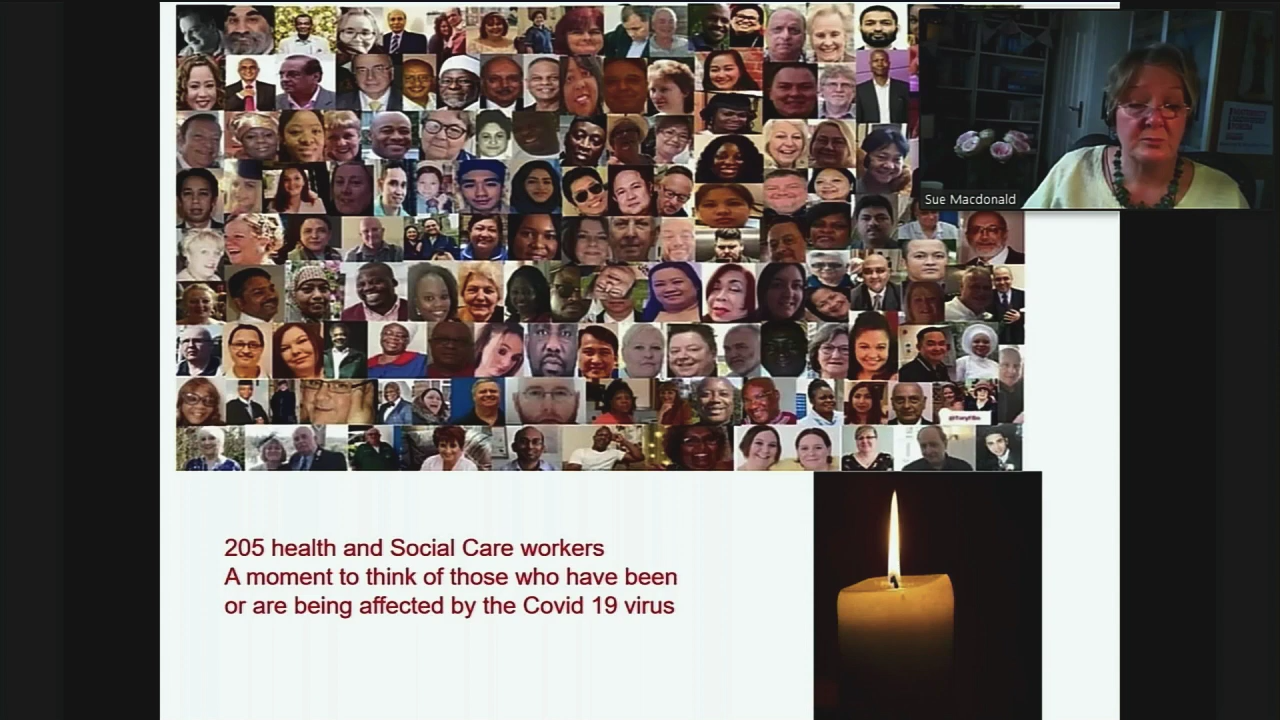 Sue Macdonald
205 health and Social Care workers
A moment to think of those who have been
or are being affected by the Covid 19 virus